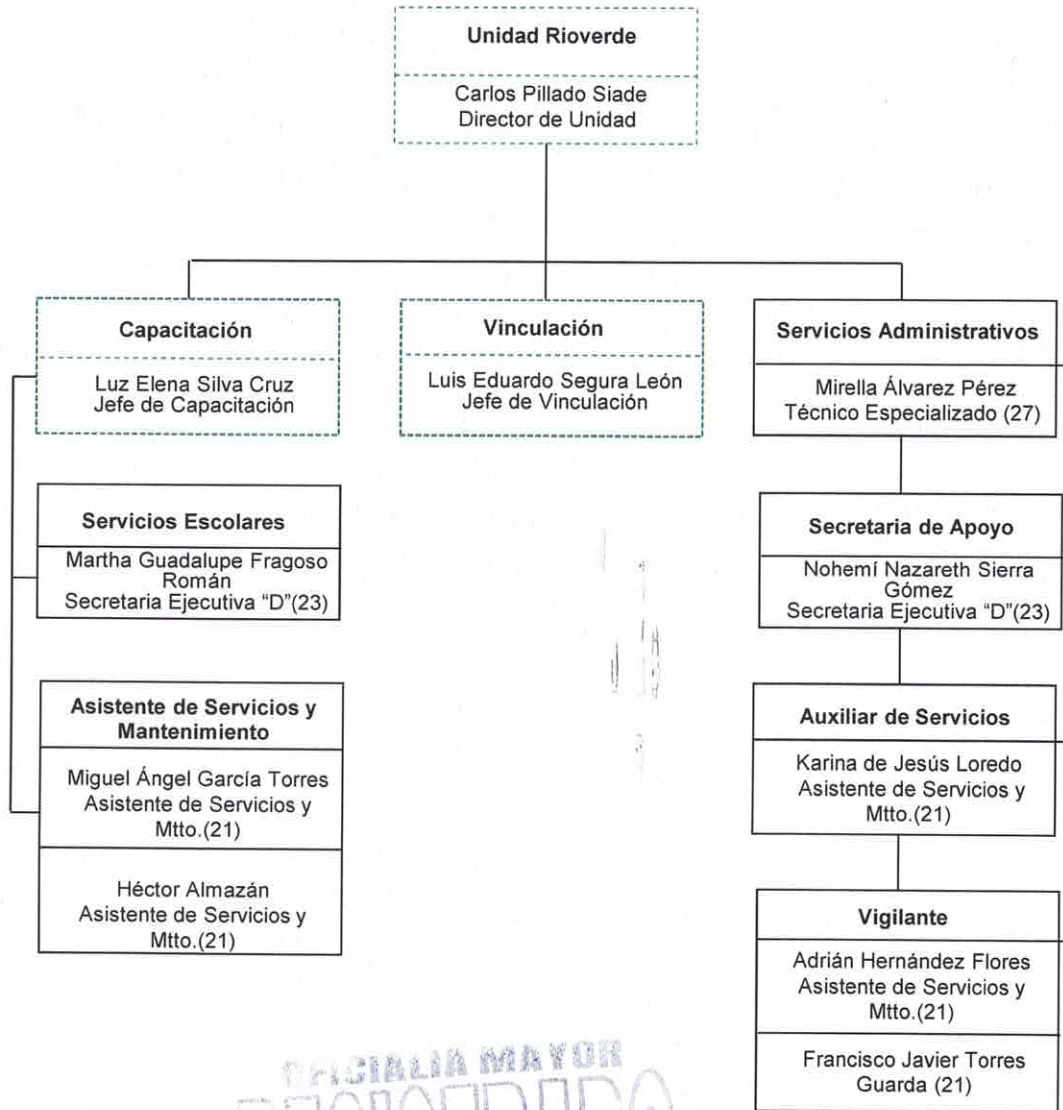 Unidad Rioverde
Carlos Pillado Siade
Director de Unidad
Capacitación
Luz Elena Silva Cruz
Jefe de Capacitación
Vinculación
Luis Eduardo Segura León
Jefe de Vinculación
Servicios Administrativos
Mirella Álvarez Pérez
Técnico Especializado (27)
Servicios Escolares
Martha Guadalupe Fragoso
Román
Secretaria Ejecutiva “D”(23)
Secretaria de Apoyo
Nohemí Nazareth Sierra
Gómez
Secretaria Ejecutiva “D”(23)
Asistente de Servicios y
Mantenimiento
Miguel Ángel García Torres
Asistente de Servicios y
Mtto.(21)
Héctor Almazán
Asistente de Servicios y
Mtto.(21)
Auxiliar de Servicios
Karina de Jesús Loredo
Asistente de Servicios y
Mtto.(21)
Vigilante
Adrián Hernández Flores
Asistente de Servicios y
Mtto.(21)
Francisco Javier Torres
Guarda (21)
OFICIALIA MAYOR